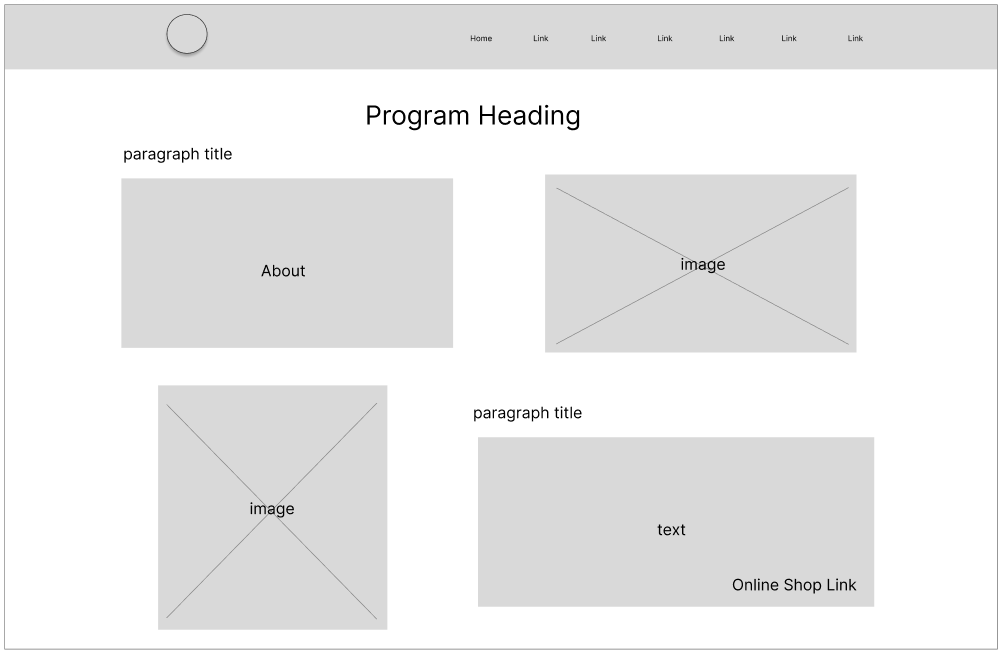 Home Link Link Link Link Link Link
Program Heading
paragraph title
About
image
image
paragraph title
text
Online Shop Link